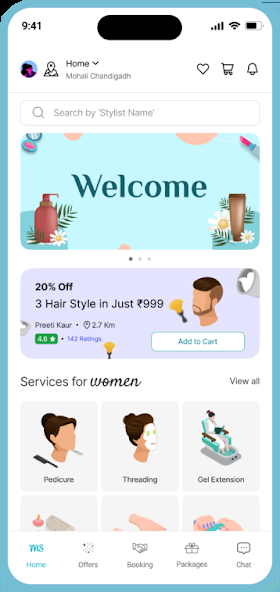 9:41
Home
Mohali Chandigadh
Search by 'Stylist Name'
Welcome
20% Off
3 Hair Style in Just ₹999
Preeti Kaur • 2.7 Km
4.6 ★ • 142 Ratings
Add to Cart
Services for women
View all
Pedicure
Threading
Gel Extension
MS
Home
Offers
Booking
Packages
Chat